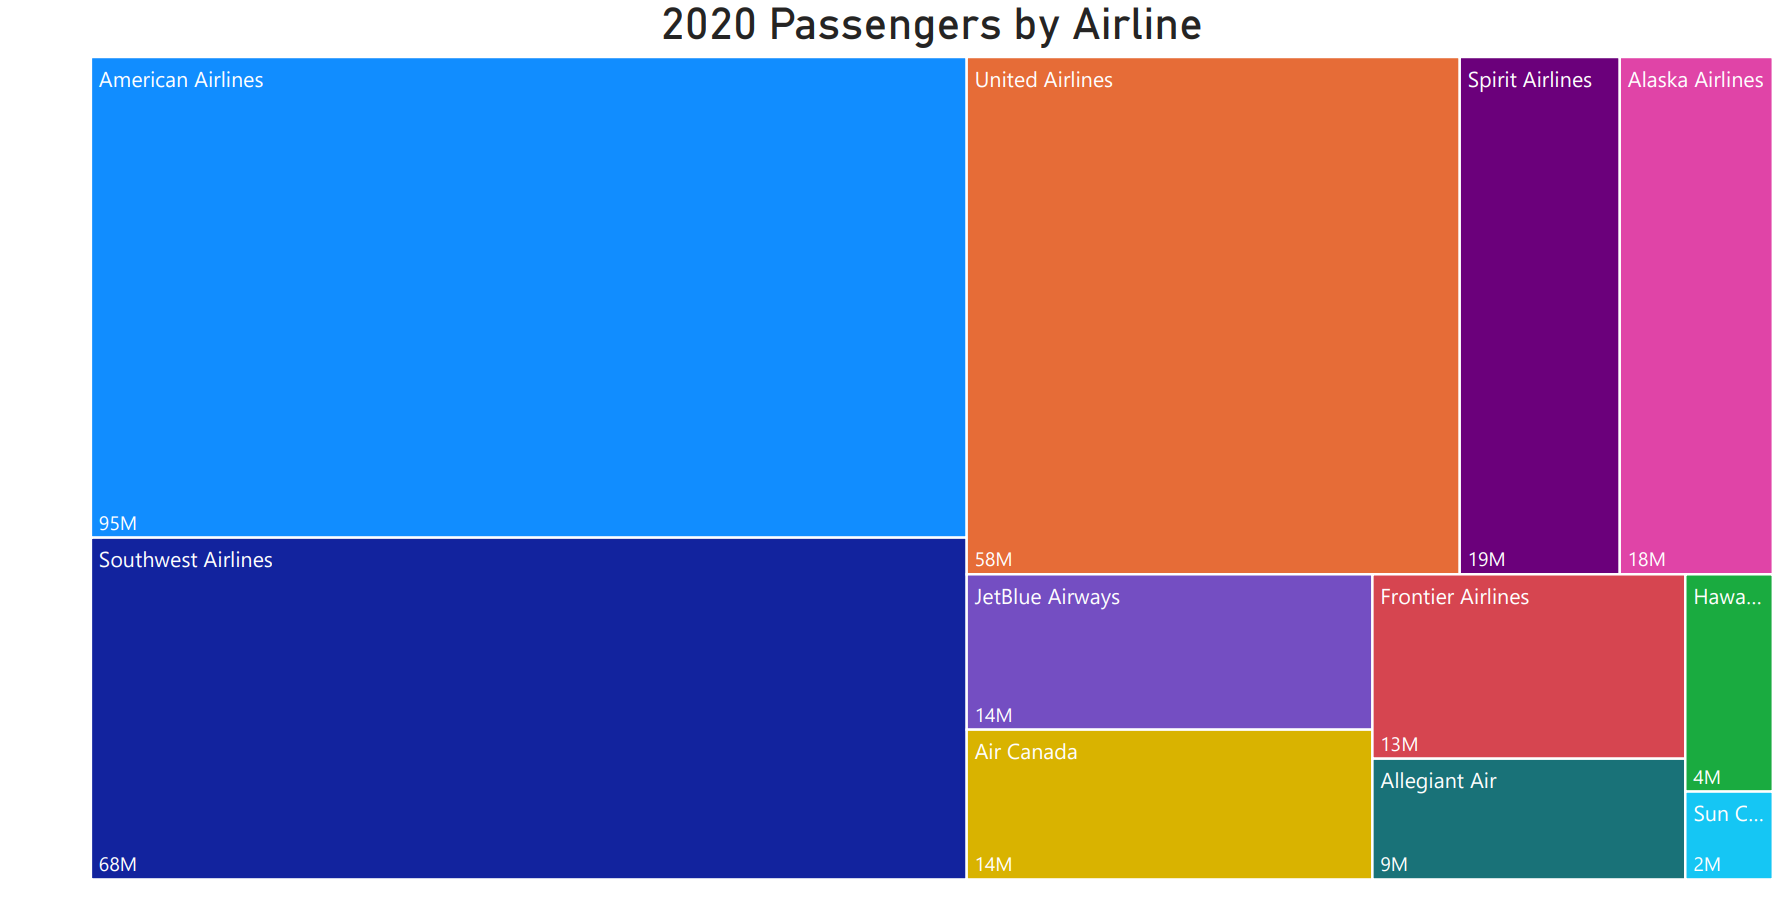 2020 Passengers by Airline
American Airlines
95M
Southwest Airlines
68M
United Airlines
58M
Spirit Airlines
19M
Alaska Airlines
18M
JetBlue Airways
14M
Air Canada
14M
Frontier Airlines
13M
Allegiant Air
9M
Hawa...
4M
Sun C...
2M